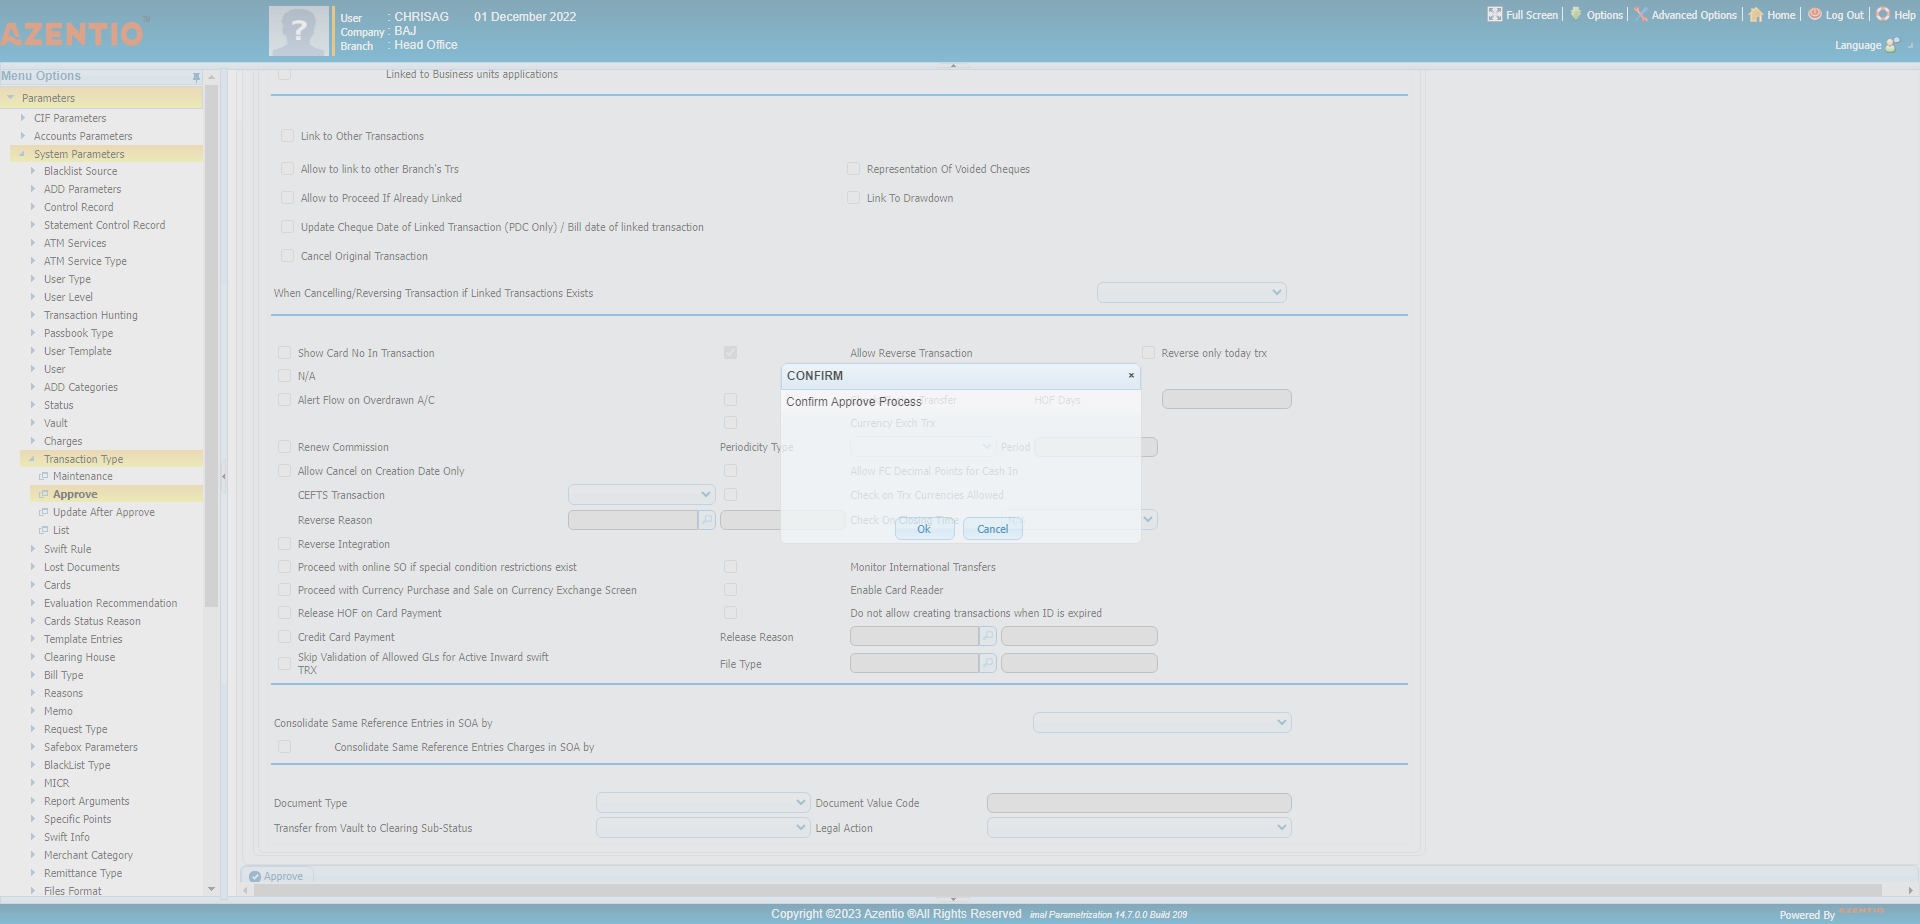 AZENTIO™
User : CHRISAG 01 December 2022
Company : BAJ
Branch : Head Office
Full Screen Options Advanced Options Home Log Out Help
Language
Menu Options
Parameters
CIF Parameters
Accounts Parameters
System Parameters
Blacklist Source
ADD Parameters
Control Record
Statement Control Record
ATM Services
ATM Service Type
User Type
User Level
Transaction Hunting
Passbook Type
User Template
User
ADD Categories
Status
Vault
Charges
Transaction Type
Maintenance
Approve
Update After Approve
List
Swift Rule
Lost Documents
Cards
Evaluation Recommendation
Cards Status Reason
Template Entries
Clearing House
Bill Type
Reasons
Memo
Request Type
Safebox Parameters
BlackList Type
MICR
Report Arguments
Specific Points
Swift Info
Merchant Category
Remittance Type
Files Format
Linked to Business units applications
Link to Other Transactions
Allow to link to other Branch's Trs
Representation Of Voided Cheques
Allow to Proceed If Already Linked
Link To Drawdown
Update Cheque Date of Linked Transaction (PDC Only) / Bill date of linked transaction
Cancel Original Transaction
When Cancelling/Reversing Transaction if Linked Transactions Exists
Show Card No In Transaction
Allow Reverse Transaction
Reverse only today trx
N/A
Alert Flow on Overdrawn A/C
Transfer
HOF Days
Currency Exch Trx
Renew Commission
Periodicity Type
Period
Allow Cancel on Creation Date Only
Allow FC Decimal Points for Cash In
CEFTS Transaction
Check on Trx Currencies Allowed
Reverse Reason
Check On Closing Time
Reverse Integration
Proceed with online SO if special condition restrictions exist
Monitor International Transfers
Proceed with Currency Purchase and Sale on Currency Exchange Screen
Enable Card Reader
Release HOF on Card Payment
Do not allow creating transactions when ID is expired
Credit Card Payment
Release Reason
Skip Validation of Allowed GLs for Active Inward swift
TRX
File Type
Consolidate Same Reference Entries in SOA by
Consolidate Same Reference Entries Charges in SOA by
Document Type
Document Value Code
Transfer from Vault to Clearing Sub-Status
Legal Action
CONFIRM
Confirm Approve Process
Ok Cancel
Approve
Copyright ©2023 Azentio ®All Rights Reserved imal Parametrization 14.7.0.0 Build 209
Powered By AZENTIO